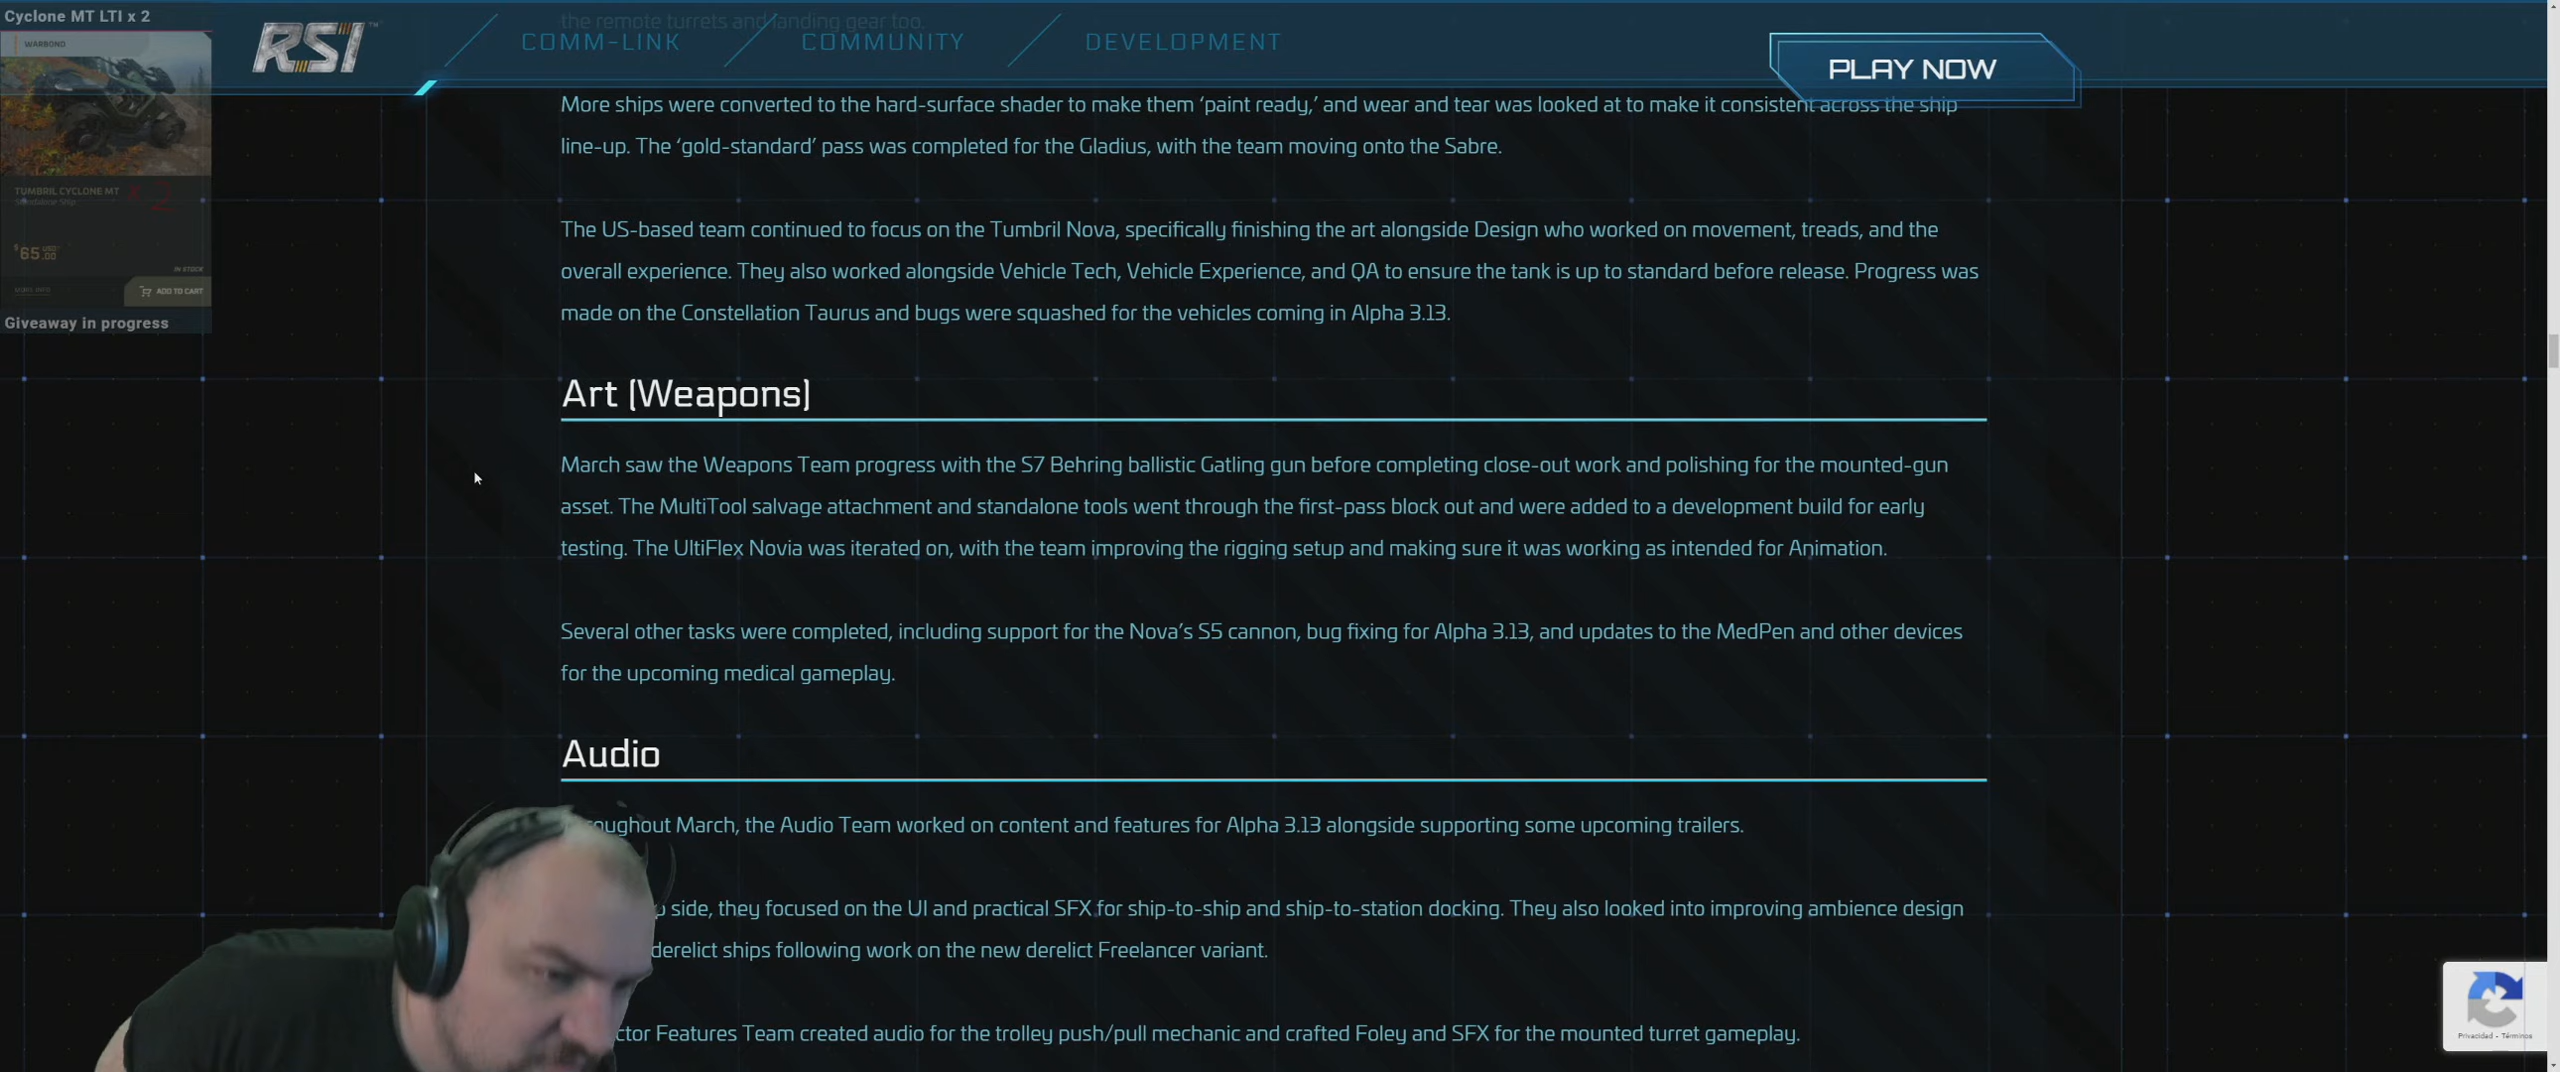 Cyclone MT LTI x 2
WARBOND
TUMBRIL CYCLONE MT
Standalone Ship
x 2
$65.00 USD
IN STOCK
MORE INFO
ADD TO CART
Giveaway in progress
RSI
COMM-LINK
COMMUNITY
DEVELOPMENT
PLAY NOW
the remote turrets and landing gear too.
More ships were converted to the hard-surface shader to make them ‘paint ready,’ and wear and tear was looked at to make it consistent across the ship
line-up. The ‘gold-standard’ pass was completed for the Gladius, with the team moving onto the Sabre.
The US-based team continued to focus on the Tumbril Nova, specifically finishing the art alongside Design who worked on movement, treads, and the
overall experience. They also worked alongside Vehicle Tech, Vehicle Experience, and QA to ensure the tank is up to standard before release. Progress was
made on the Constellation Taurus and bugs were squashed for the vehicles coming in Alpha 3.13.
Art (Weapons)
March saw the Weapons Team progress with the S7 Behring ballistic Gatling gun before completing close-out work and polishing for the mounted-gun
asset. The MultiTool salvage attachment and standalone tools went through the first-pass block out and were added to a development build for early
testing. The UltiFlex Novia was iterated on, with the team improving the rigging setup and making sure it was working as intended for Animation.
Several other tasks were completed, including support for the Nova’s S5 cannon, bug fixing for Alpha 3.13, and updates to the MedPen and other devices
for the upcoming medical gameplay.
Audio
roughout March, the Audio Team worked on content and features for Alpha 3.13 alongside supporting some upcoming trailers.
side, they focused on the UI and practical SFX for ship-to-ship and ship-to-station docking. They also looked into improving ambience design
derelict ships following work on the new derelict Freelancer variant.
ctor Features Team created audio for the trolley push/pull mechanic and crafted Foley and SFX for the mounted turret gameplay.
Privacidad - Términos